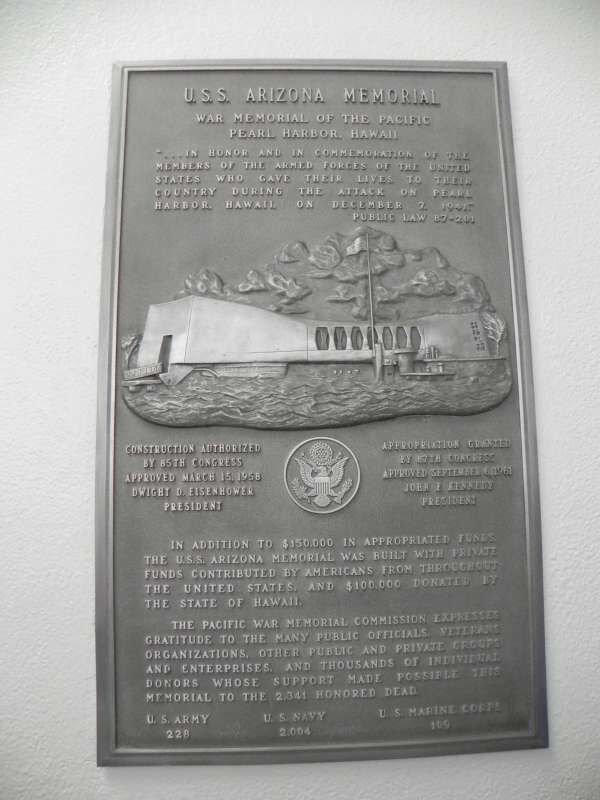 U.S.S. ARIZONA MEMORIAL
WAR MEMORIAL OF THE PACIFIC
PEARL HARBOR, HAWAII
"...IN HONOR AND IN COMMEMORATION OF THE
MEMBERS OF THE ARMED FORCES OF THE UNITED
STATES WHO GAVE THEIR LIVES TO THEIR
COUNTRY DURING THE ATTACK ON PEARL
HARBOR, HAWAII, ON DECEMBER 7, 1941."
PUBLIC LAW 87-201
CONSTRUCTION AUTHORIZED
BY 85TH CONGRESS
APPROVED MARCH 15, 1958
DWIGHT D. EISENHOWER
PRESIDENT
APPROPRIATION GRANTED
BY 87TH CONGRESS
APPROVED SEPTEMBER 6, 1961
JOHN F. KENNEDY
PRESIDENT
IN ADDITION TO $150,000 IN APPROPRIATED FUNDS,
THE U.S.S. ARIZONA MEMORIAL WAS BUILT WITH PRIVATE
FUNDS CONTRIBUTED BY AMERICANS FROM THROUGHOUT
THE UNITED STATES, AND $100,000 DONATED BY
THE STATE OF HAWAII.
THE PACIFIC WAR MEMORIAL COMMISSION EXPRESSES
GRATITUDE TO THE MANY PUBLIC OFFICIALS, VETERANS
ORGANIZATIONS, OTHER PUBLIC AND PRIVATE GROUPS
AND ENTERPRISES, AND THOUSANDS OF INDIVIDUAL
DONORS WHOSE SUPPORT MADE POSSIBLE THIS
MEMORIAL TO THE 2,341 HONORED DEAD.
U.S. ARMY U.S. NAVY U.S. MARINE CORPS
228 2,004 109